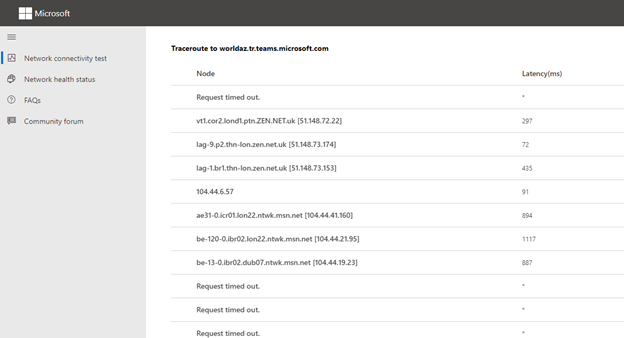 Microsoft
Network connectivity test
Network health status
FAQs
Community forum
Traceroute to worldaz.tr.teams.microsoft.com
Node Latency(ms)
Request timed out. *
vt1.cor2.lond1.ptn.ZEN.NET.uk [51.148.72.22] 297
lag-9.p2.thn-lon.zen.net.uk [51.148.73.174] 72
lag-1.br1.thn-lon.zen.net.uk [51.148.73.153] 435
104.44.6.57 91
ae31-0.icr01.lon22.ntwk.msn.net [104.44.41.160] 894
be-120-0.ibr02.lon22.ntwk.msn.net [104.44.21.95] 1117
be-13-0.ibr02.dub07.ntwk.msn.net [104.44.19.23] 887
Request timed out. *
Request timed out. *
Request timed out. *